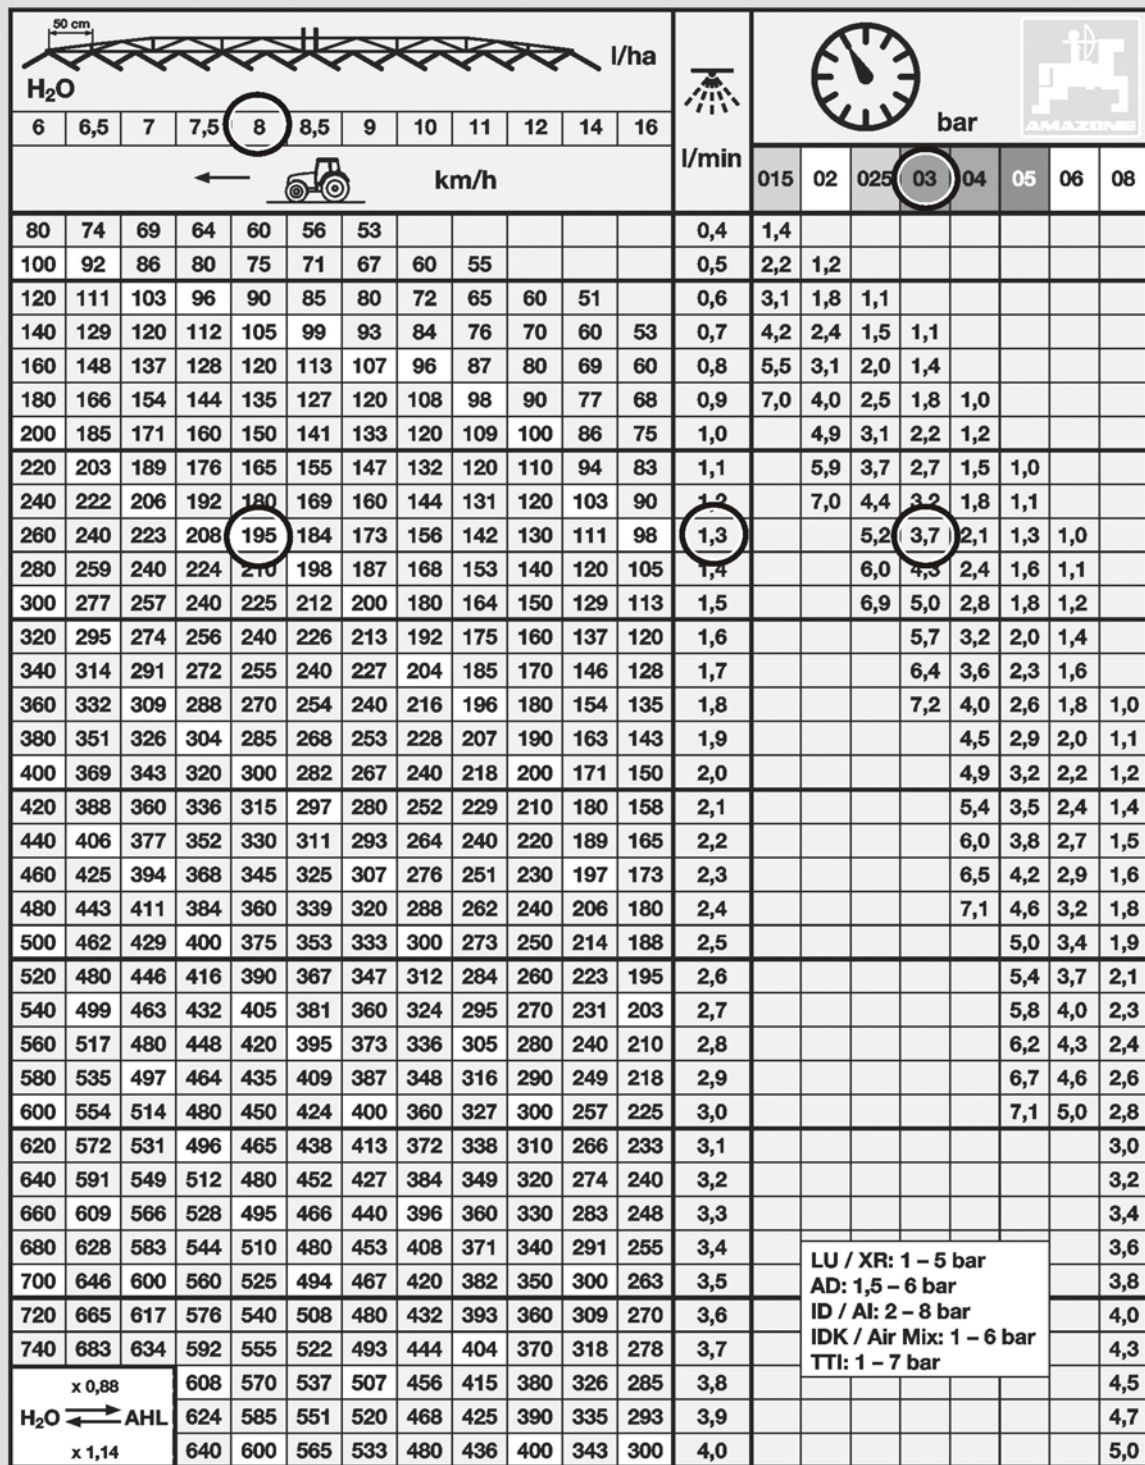 50 cm
l/ha
H₂O
6 6,5 7 7,5 8 8,5 9 10 11 12 14 16
km/h
l/min
bar
AMAZONE
015 02 025 03 04 05 06 08
80 74 69 64 60 56 53 0,4 1,4
100 92 86 80 75 71 67 60 55 0,5 2,2 1,2
120 111 103 96 90 85 80 72 65 60 51 0,6 3,1 1,8 1,1
140 129 120 112 105 99 93 84 76 70 60 53 0,7 4,2 2,4 1,5 1,1
160 148 137 128 120 113 107 96 87 80 69 60 0,8 5,5 3,1 2,0 1,4
180 166 154 144 135 127 120 108 98 90 77 68 0,9 7,0 4,0 2,5 1,8 1,0
200 185 171 160 150 141 133 120 109 100 86 75 1,0 4,9 3,1 2,2 1,2
220 203 189 176 165 155 147 132 120 110 94 83 1,1 5,9 3,7 2,7 1,5 1,0
240 222 206 192 180 169 160 144 131 120 103 90 1,2 7,0 4,4 3,2 1,8 1,1
260 240 223 208 195 184 173 156 142 130 111 98 1,3 5,2 3,7 2,1 1,3 1,0
280 259 240 224 210 198 187 168 153 140 120 105 1,4 6,0 4,3 2,4 1,6 1,1
300 277 257 240 225 212 200 180 164 150 129 113 1,5 6,9 5,0 2,8 1,8 1,2
320 295 274 256 240 226 213 192 175 160 137 120 1,6 5,7 3,2 2,0 1,4
340 314 291 272 255 240 227 204 185 170 146 128 1,7 6,4 3,6 2,3 1,6
360 332 309 288 270 254 240 216 196 180 154 135 1,8 7,2 4,0 2,6 1,8 1,0
380 351 326 304 285 268 253 228 207 190 163 143 1,9 4,5 2,9 2,0 1,1
400 369 343 320 300 282 267 240 218 200 171 150 2,0 4,9 3,2 2,2 1,2
420 388 360 336 315 297 280 252 229 210 180 158 2,1 5,4 3,5 2,4 1,4
440 406 377 352 330 311 293 264 240 220 189 165 2,2 6,0 3,8 2,7 1,5
460 425 394 368 345 325 307 276 251 230 197 173 2,3 6,5 4,2 2,9 1,6
480 443 411 384 360 339 320 288 262 240 206 180 2,4 7,1 4,6 3,2 1,8
500 462 429 400 375 353 333 300 273 250 214 188 2,5 5,0 3,4 1,9
520 480 446 416 390 367 347 312 284 260 223 195 2,6 5,4 3,7 2,1
540 499 463 432 405 381 360 324 295 270 231 203 2,7 5,8 4,0 2,3
560 517 480 448 420 395 373 336 305 280 240 210 2,8 6,2 4,3 2,4
580 535 497 464 435 409 387 348 316 290 249 218 2,9 6,7 4,6 2,6
600 554 514 480 450 424 400 360 327 300 257 225 3,0 7,1 5,0 2,8
620 572 531 496 465 438 413 372 338 310 266 233 3,1 3,0
640 591 549 512 480 452 427 384 349 320 274 240 3,2 3,2
660 609 566 528 495 466 440 396 360 330 283 248 3,3 3,4
680 628 583 544 510 480 453 408 371 340 291 255 3,4 3,6
700 646 600 560 525 494 467 420 382 350 300 263 3,5 3,8
720 665 617 576 540 508 480 432 393 360 309 270 3,6 4,0
740 683 634 592 555 522 493 444 404 370 318 278 3,7 4,3
608 570 537 507 456 415 380 326 285 3,8 4,5
624 585 551 520 468 425 390 335 293 3,9 4,7
640 600 565 533 480 436 400 343 300 4,0 5,0
x 0,88
H₂O AHL
x 1,14
LU / XR: 1 – 5 bar
AD: 1,5 – 6 bar
ID / AI: 2 – 8 bar
IDK / Air Mix: 1 – 6 bar
TTI: 1 – 7 bar